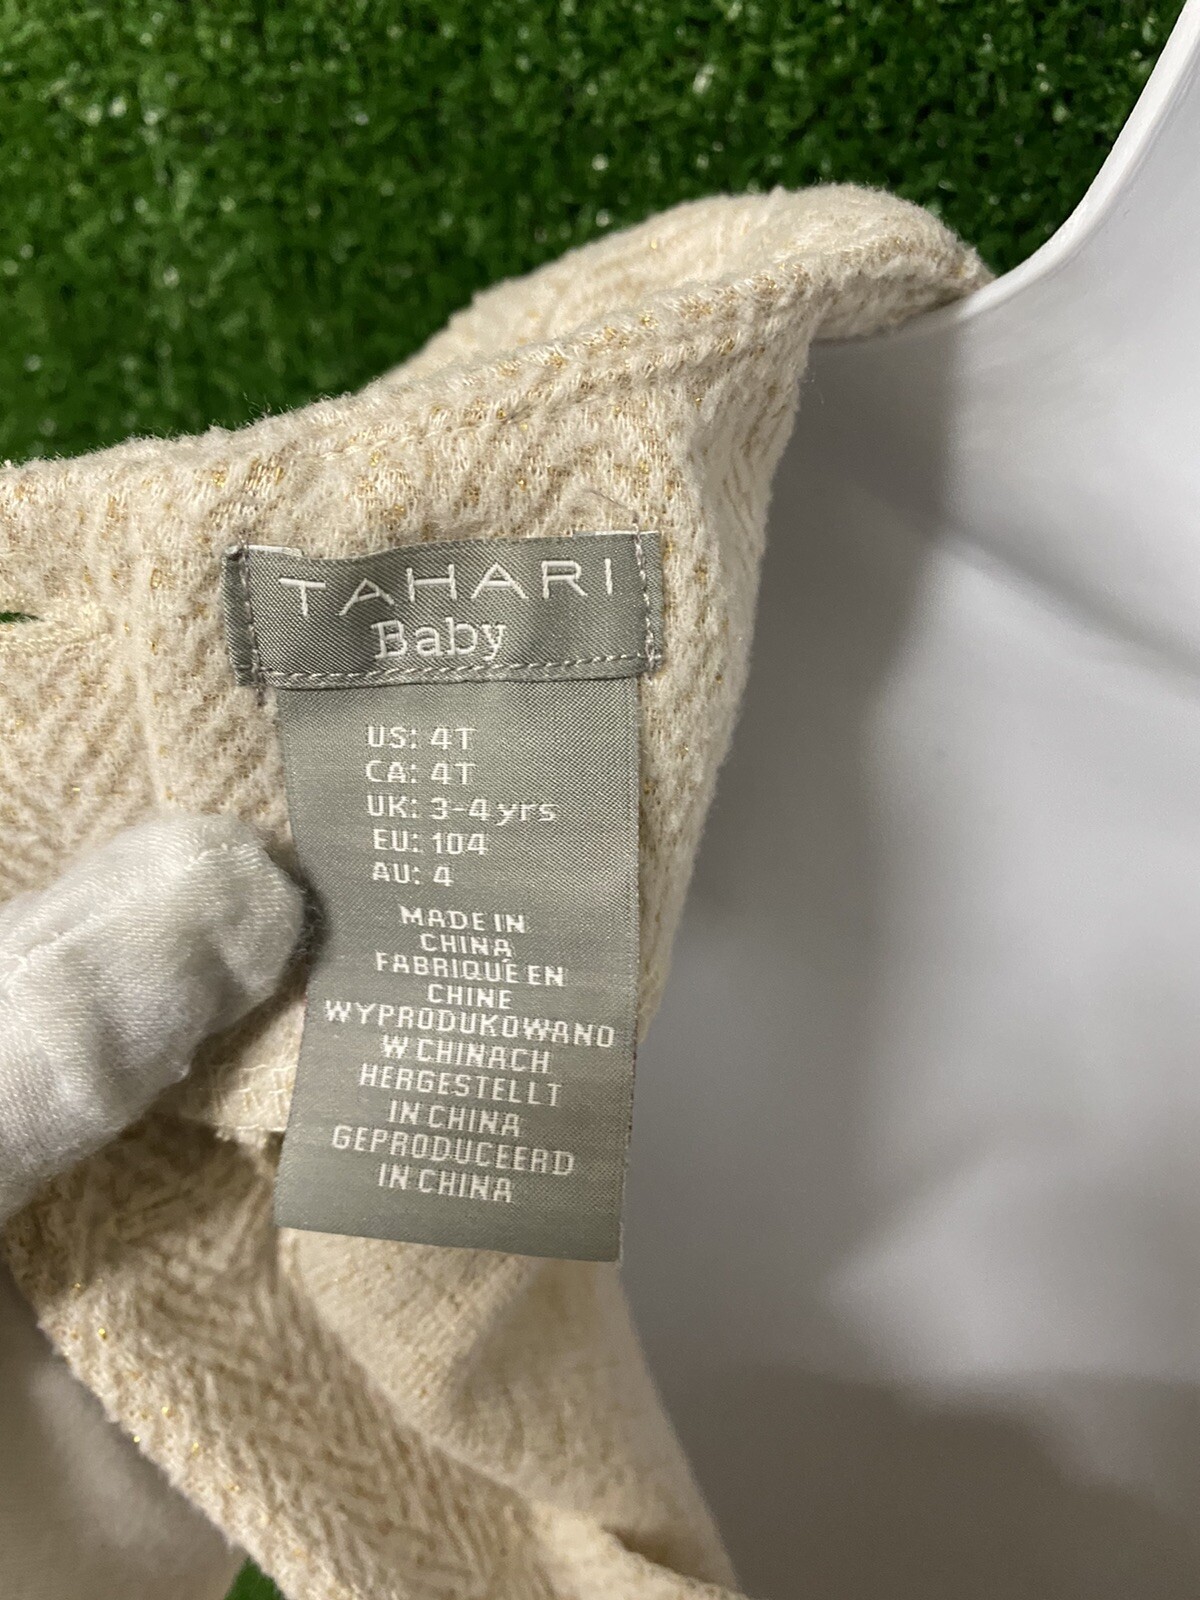 TAHARI
Baby
US: 4T
CA: 4T
UK: 3-4 yrs
EU: 104
AU: 4
MADE IN
CHINA
FABRIQUÉ EN
CHINE
WYPRODUKOWANO
W CHINACH
HERGESTELLT
IN CHINA
GEPRODUCEERD
IN CHINA